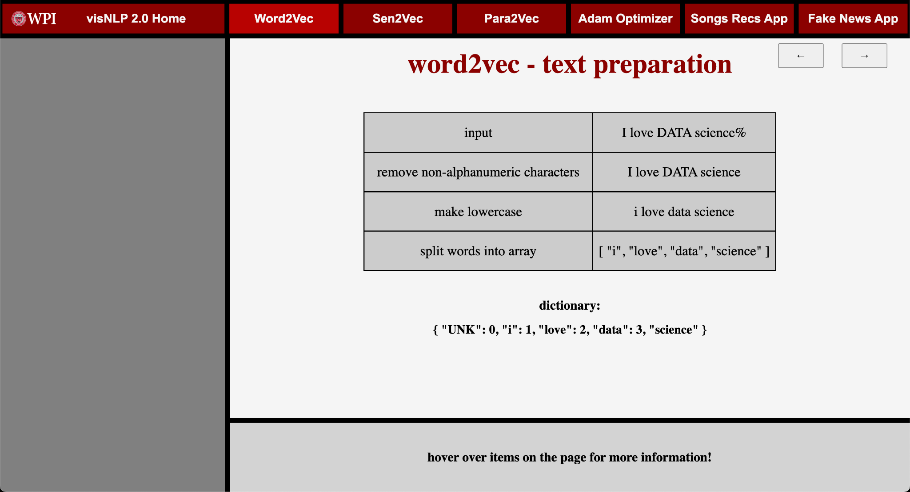 WPI visNLP 2.0 Home Word2Vec Sen2Vec Para2Vec Adam Optimizer Songs Recs App Fake News App
word2vec - text preparation ← →
input I love DATA science%
remove non-alphanumeric characters I love DATA science
make lowercase i love data science
split words into array [ "i", "love", "data", "science" ]
dictionary:
{ "UNK": 0, "i": 1, "love": 2, "data": 3, "science" }
hover over items on the page for more information!